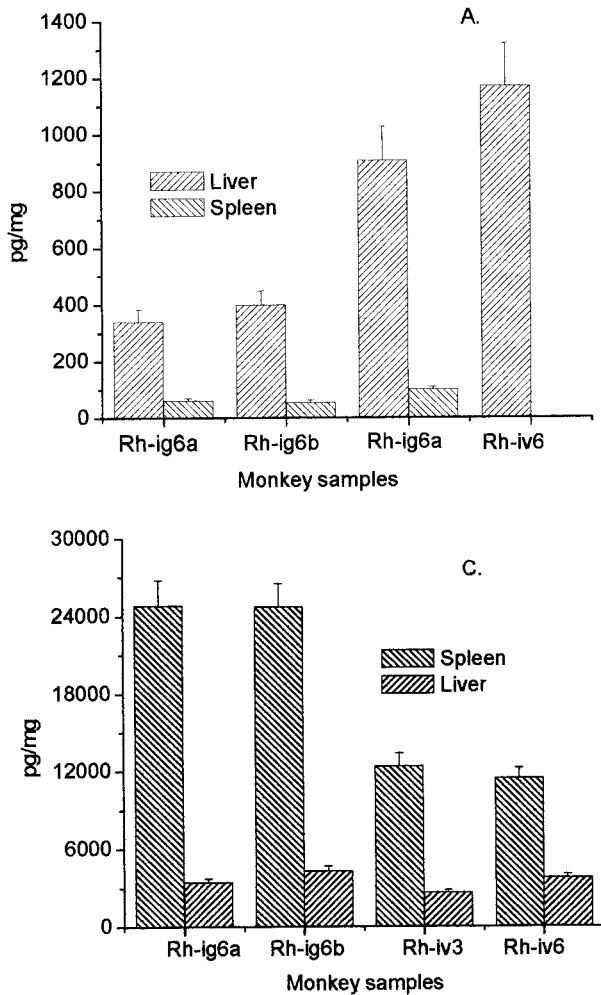 A.
1400
1200
1000
800
600
400
200
0
pg/mg
Liver
Spleen
Rh-ig6a Rh-ig6b Rh-ig6a Rh-iv6
Monkey samples
C.
30000
24000
18000
12000
6000
0
pg/mg
Spleen
Liver
Rh-ig6a Rh-ig6b Rh-iv3 Rh-iv6
Monkey samples